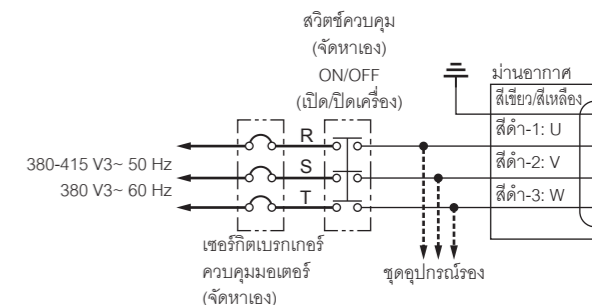 สวิตช์ควบคุม
(จัดหาเอง)
ON/OFF
(เปิด/ปิดเครื่อง)
ม่านอากาศ
สีเขียว/สีเหลือง
R
สีดำ-1: U
380-415 V3~ 50 Hz
S
สีดำ-2: V
380 V3~ 60 Hz
T
สีดำ-3: W
เซอร์กิตเบรกเกอร์
ควบคุมมอเตอร์
(จัดหาเอง)
ชุดอุปกรณ์รอง